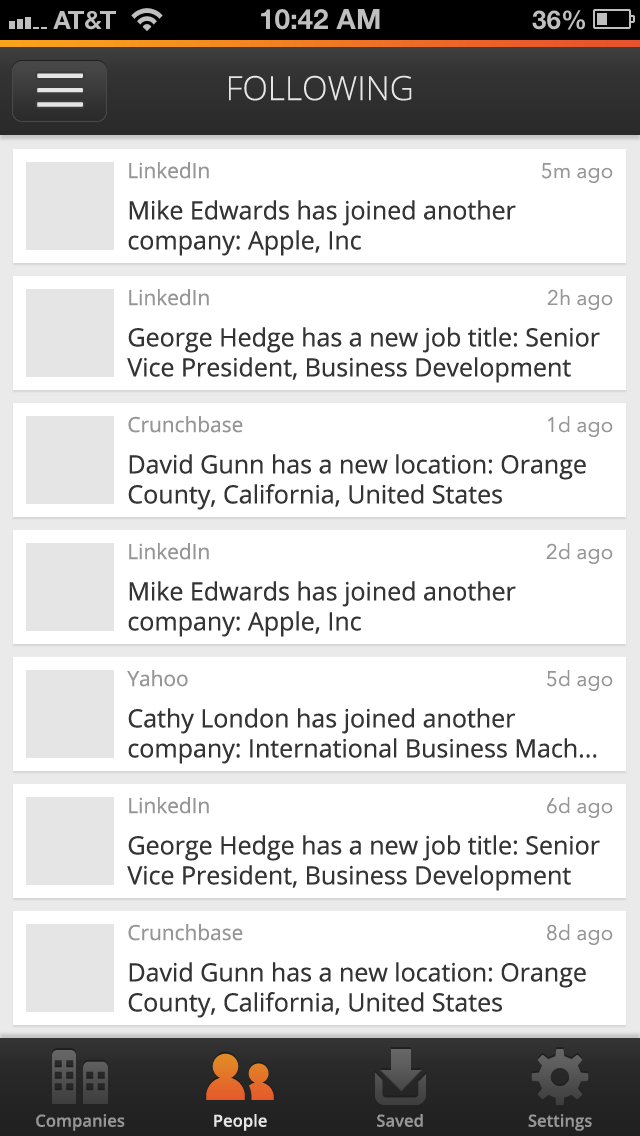 AT&T 10:42 AM 36%
FOLLOWING
LinkedIn 5m ago
Mike Edwards has joined another
company: Apple, Inc
LinkedIn 2h ago
George Hedge has a new job title: Senior
Vice President, Business Development
Crunchbase 1d ago
David Gunn has a new location: Orange
County, California, United States
LinkedIn 2d ago
Mike Edwards has joined another
company: Apple, Inc
Yahoo 5d ago
Cathy London has joined another
company: International Business Mach...
LinkedIn 6d ago
George Hedge has a new job title: Senior
Vice President, Business Development
Crunchbase 8d ago
David Gunn has a new location: Orange
County, California, United States
Companies People Saved Settings